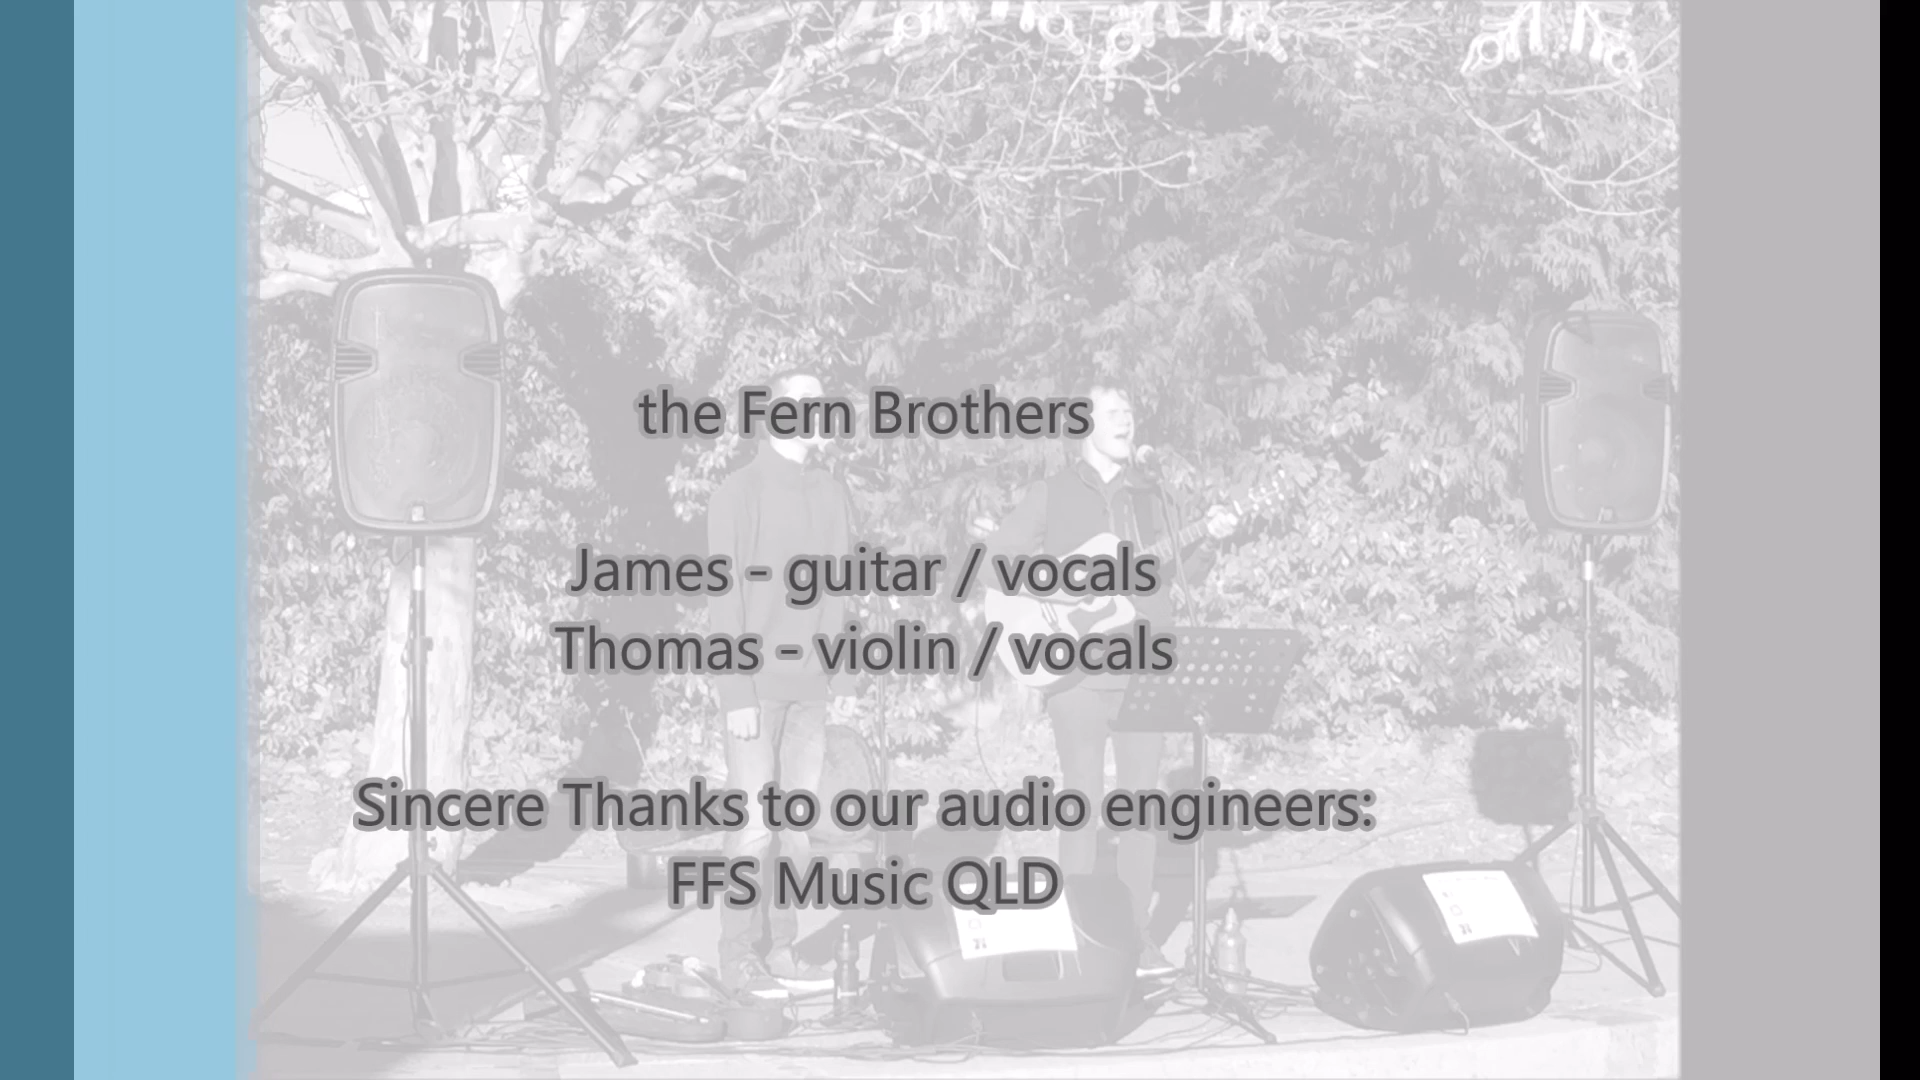 the Fern Brothers
James - guitar / vocals
Thomas - violin / vocals
Sincere Thanks to our audio engineers:
FFS Music QLD